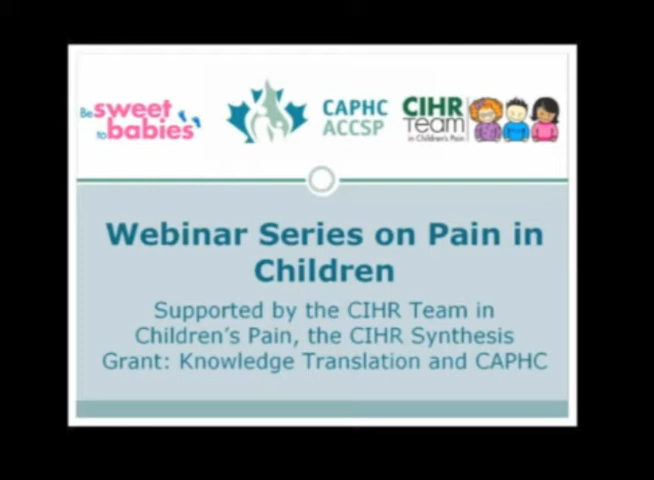 Be sweet to babies
CAPHC
ACCSP
CIHR
Team
in Children's Pain
Webinar Series on Pain in
Children
Supported by the CIHR Team in
Children's Pain, the CIHR Synthesis
Grant: Knowledge Translation and CAPHC